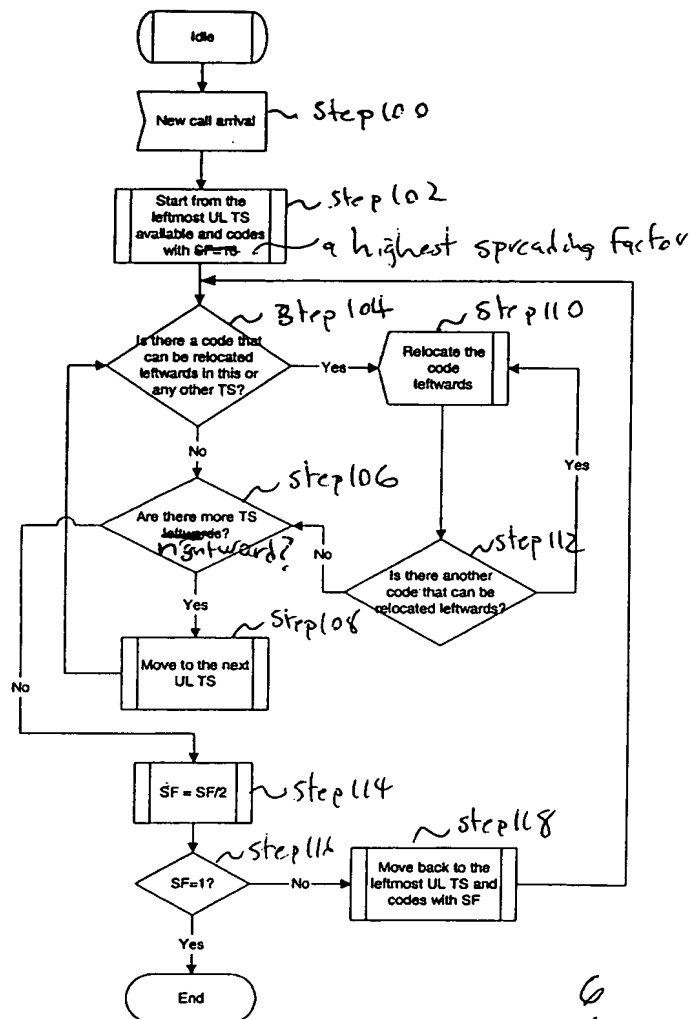 Idle
New call arrival
Step 100
Start from the
leftmost UL TS
available and codes
with SF=16
Step 102
a highest spreading factor
Step 104
Is there a code that
can be relocated
leftwards in this or
any other TS?
Yes
Step 110
Relocate the
code
leftwards
No
Yes
Step 106
Are there more TS
leftwards?
rightward?
No
Step 112
Is there another
code that can be
relocated leftwards?
Yes
Step 108
Move to the next
UL TS
No
SF = SF/2
Step 114
Step 116
SF=1?
No
Step 118
Move back to the
leftmost UL TS and
codes with SF
Yes
End
6